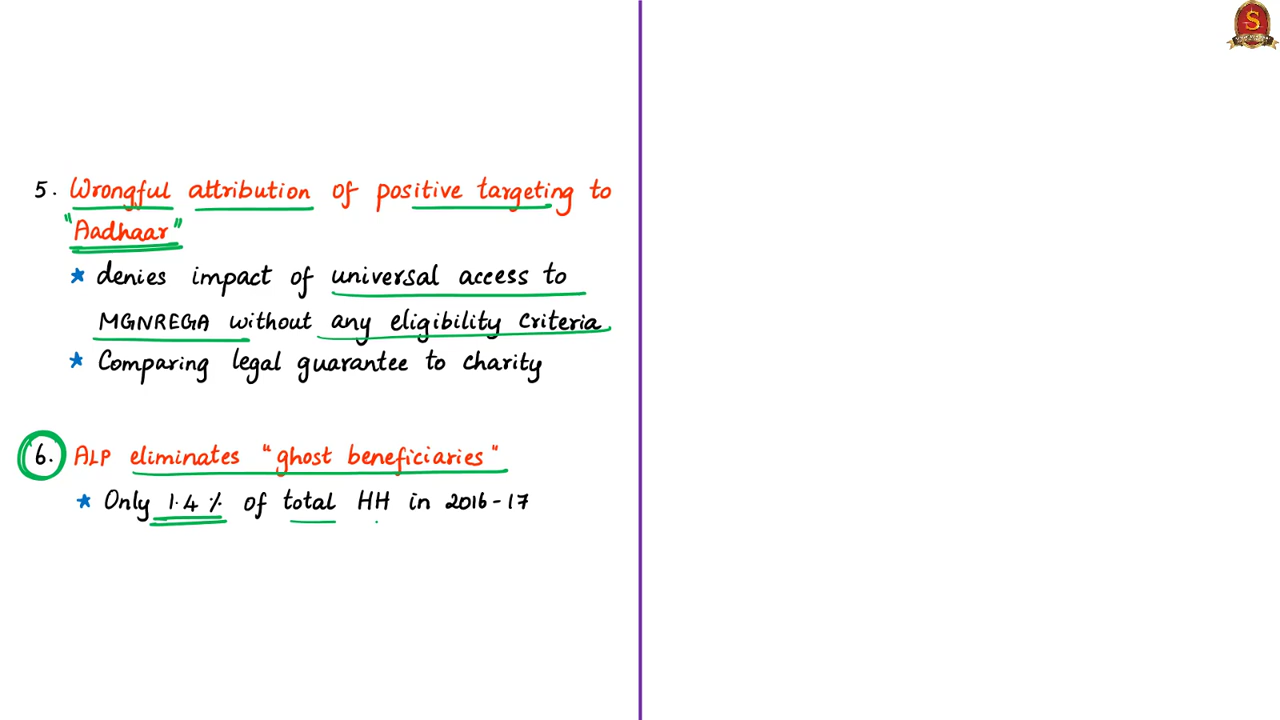 5. Wrongful attribution of positive targeting to
"Aadhaar"
* denies impact of universal access to
MGNREGA without any eligibility criteria
* Comparing legal guarantee to charity
6. ALP eliminates "ghost beneficiaries"
* Only 1.4 % of total HH in 2016-17
S